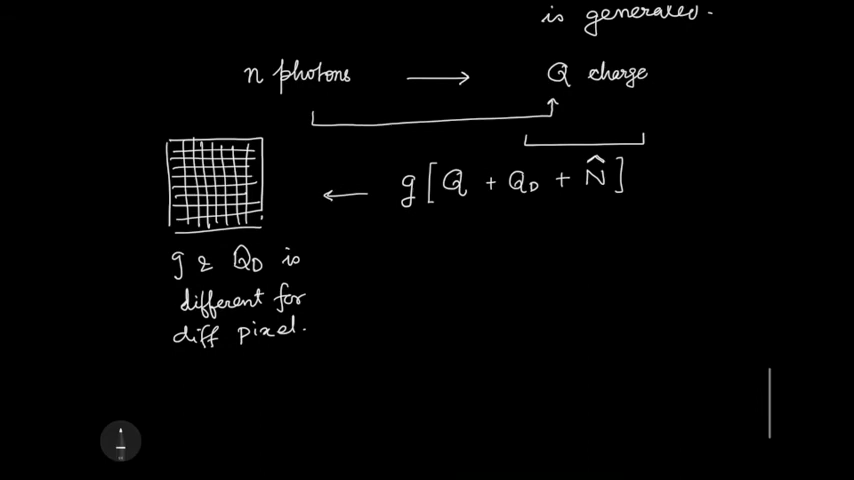 is generated.
n photons → Q charge
← g [ Q + Q_D + N̂ ]
g & Q_D is
different for
diff pixel.